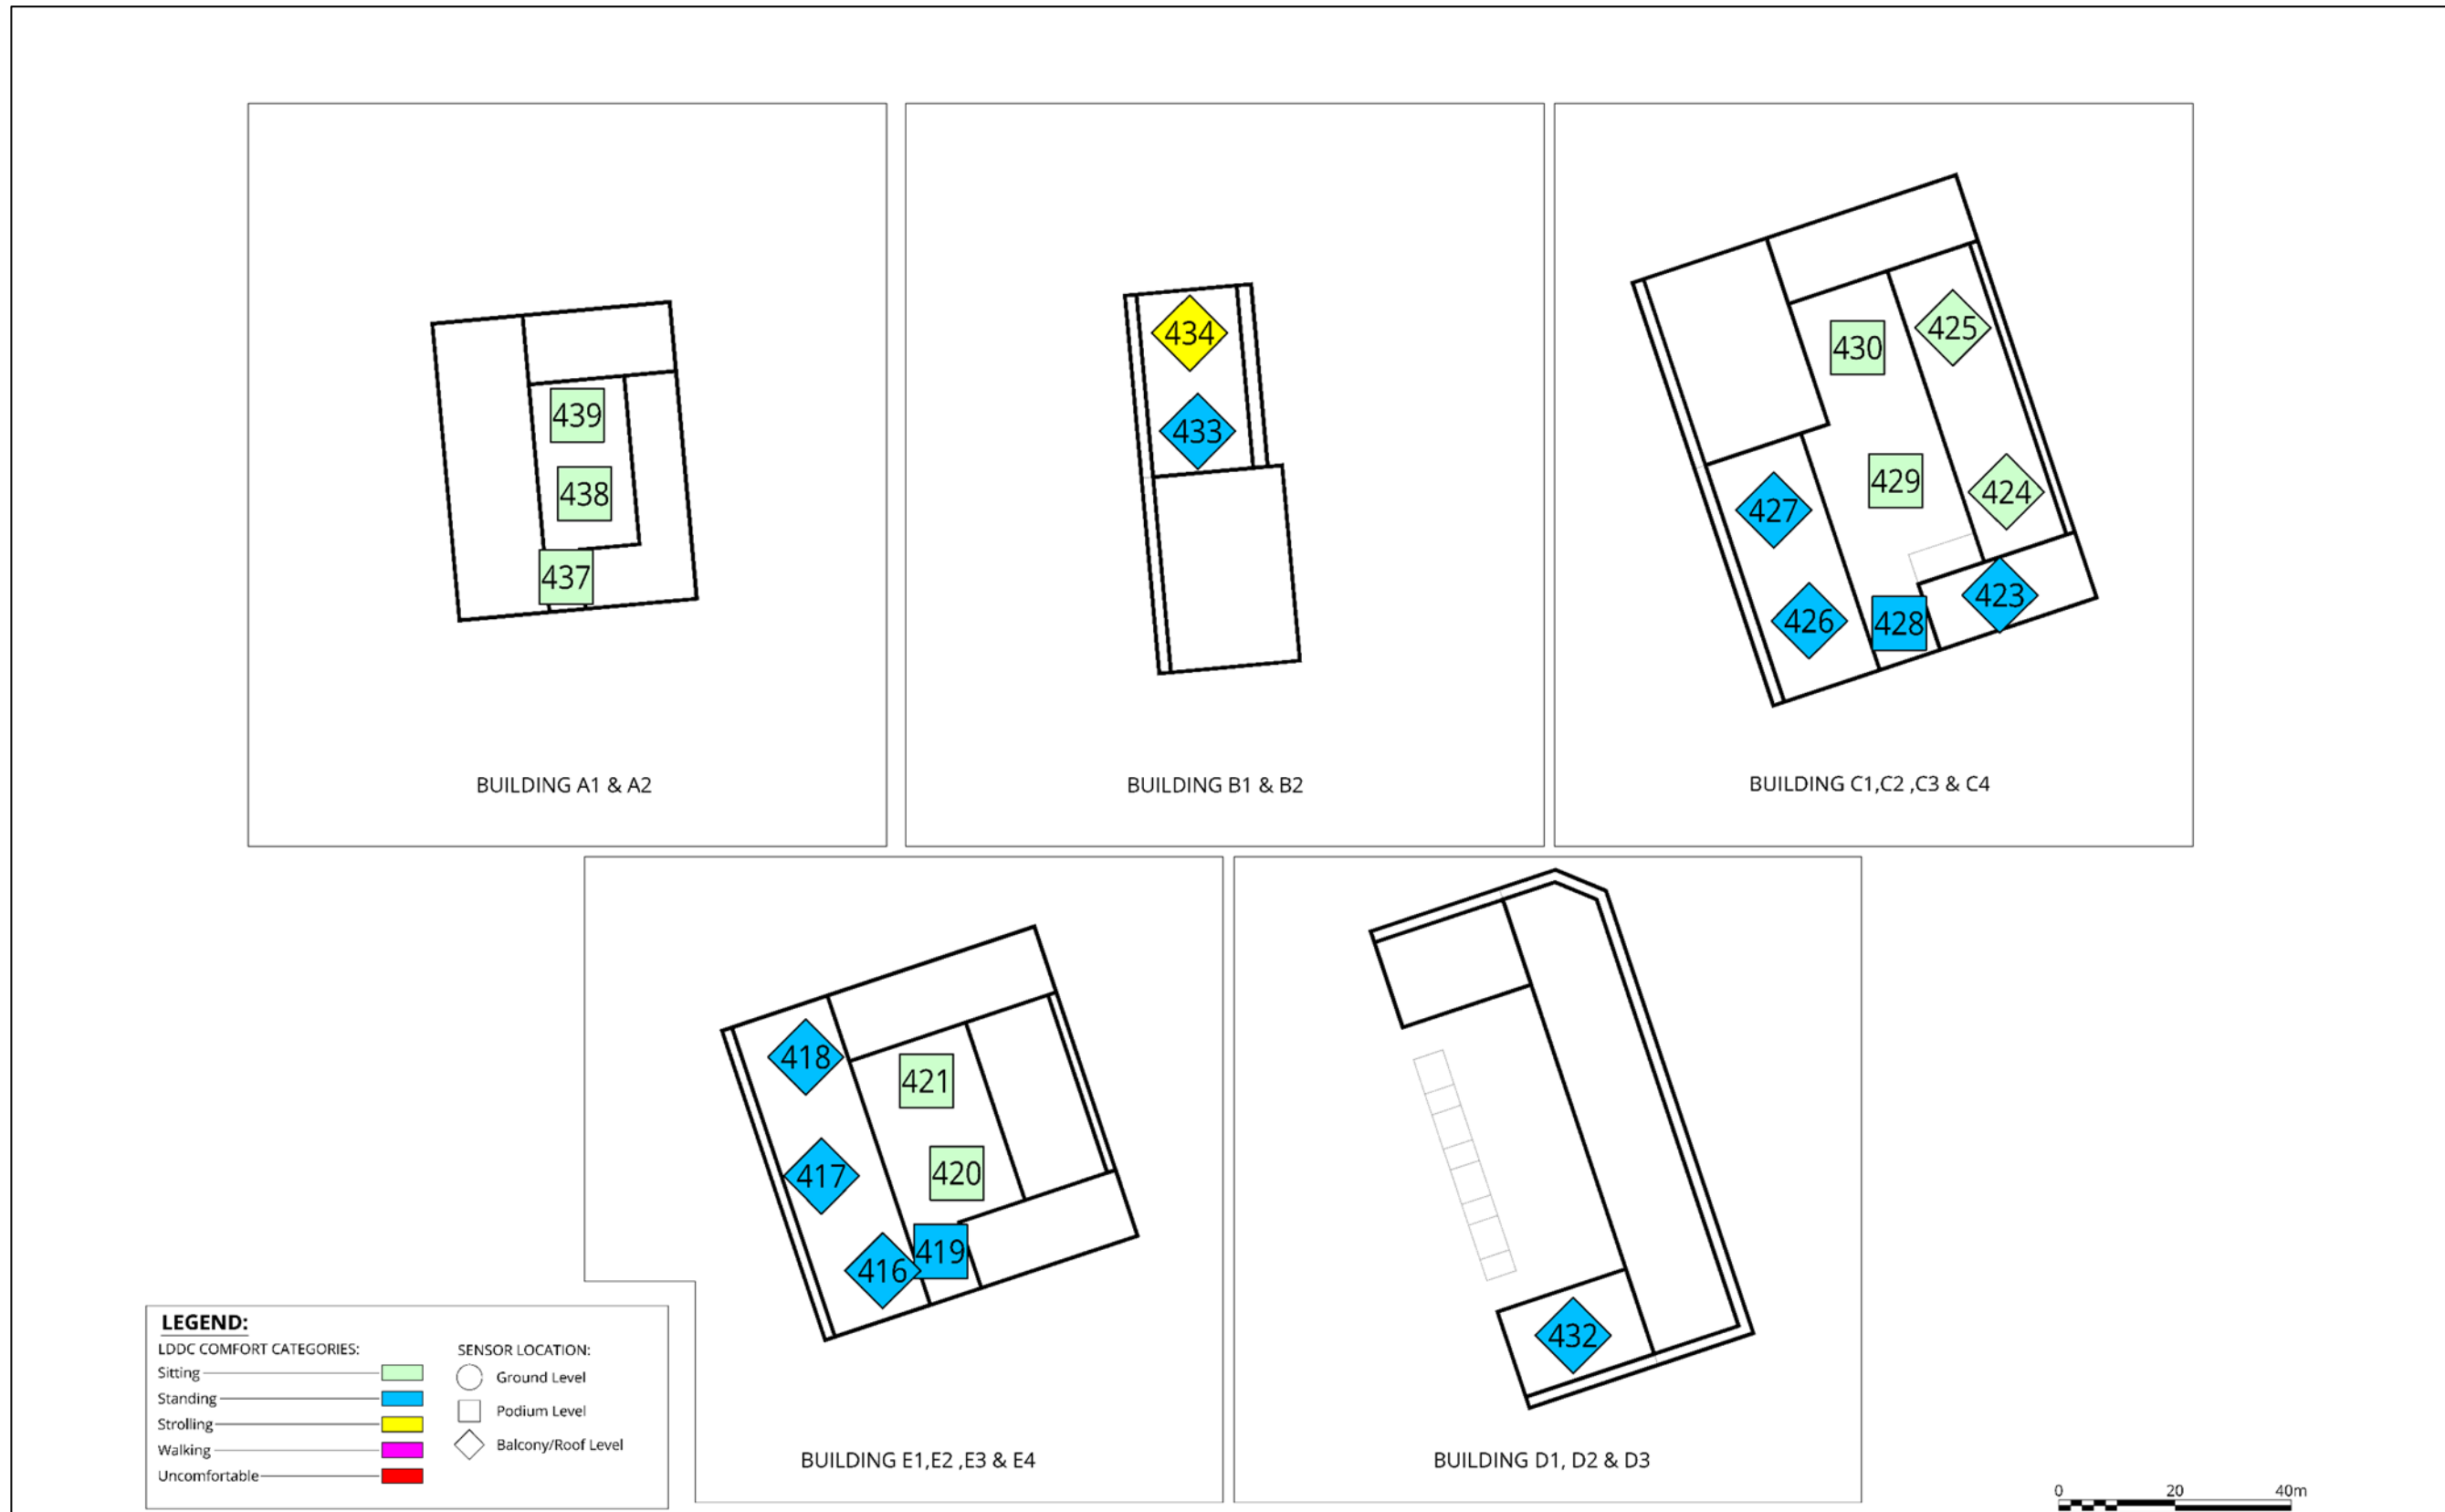 439
438
437
BUILDING A1 & A2
434
433
BUILDING B1 & B2
425
430
429
424
427
423
426
428
BUILDING C1,C2 ,C3 & C4
418
421
417
420
419
416
BUILDING E1,E2 ,E3 & E4
432
BUILDING D1, D2 & D3
LEGEND:
LDDC COMFORT CATEGORIES:
Sitting
Standing
Strolling
Walking
Uncomfortable
SENSOR LOCATION:
Ground Level
Podium Level
Balcony/Roof Level
0 20 40m